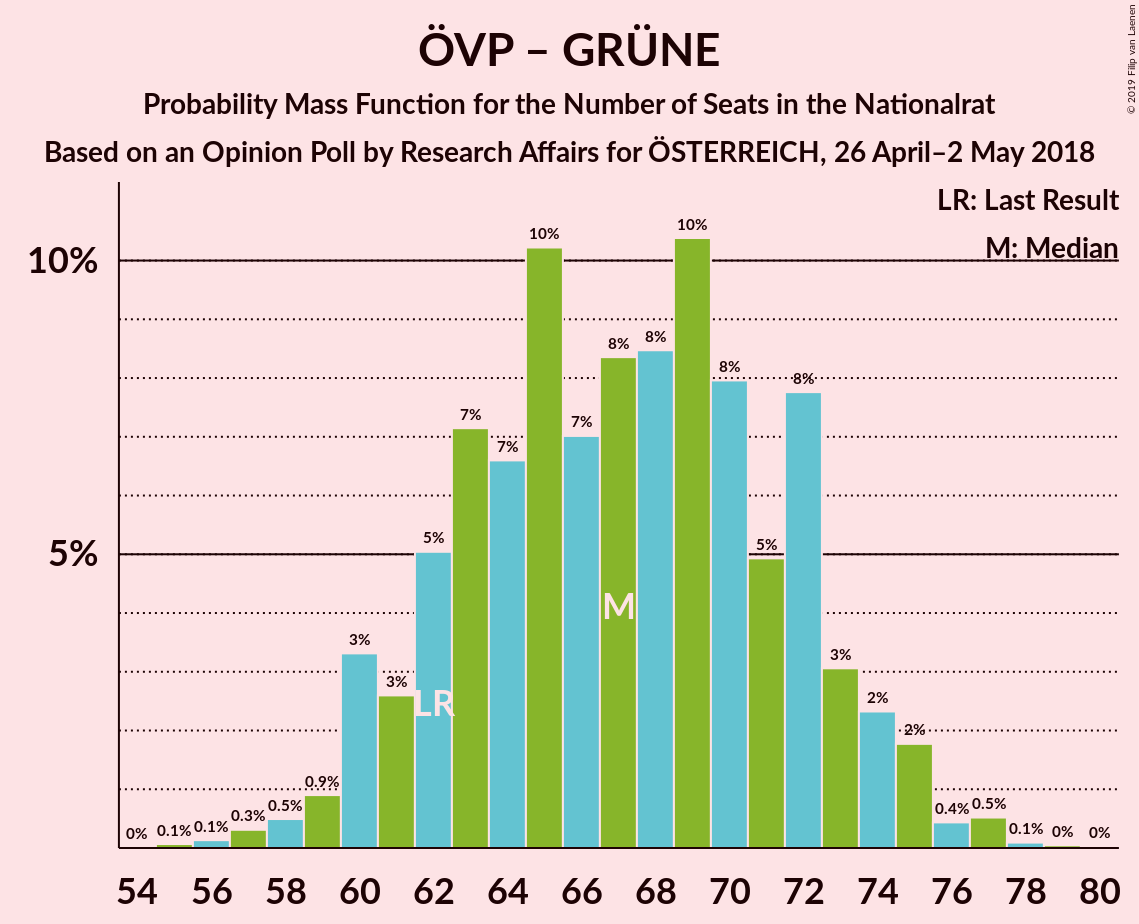 ÖVP – GRÜNE
Probability Mass Function for the Number of Seats in the Nationalrat
Based on an Opinion Poll by Research Affairs for ÖSTERREICH, 26 April–2 May 2018
© 2019 Filip van Laenen
LR: Last Result
M: Median
10%
5%
0% 0.1% 0.1% 0.3% 0.5% 0.9% 3% 3% 5% 7% 7% 10% 7% 8% 8% 10% 8% 5% 8% 3% 2% 2% 0.4% 0.5% 0.1% 0% 0%
M
LR
54 56 58 60 62 64 66 68 70 72 74 76 78 80